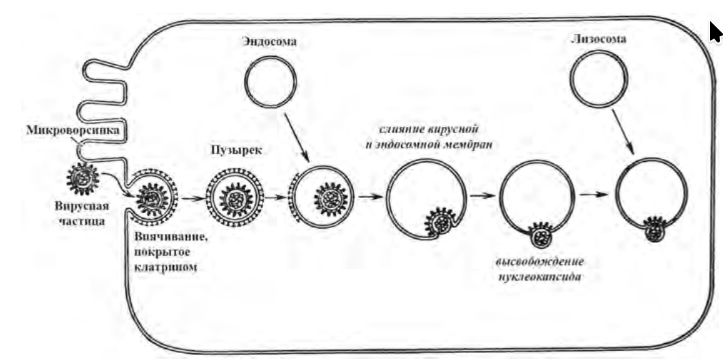 Эндосома
Лизосома
Микроворсинка
слияние вирусной
и эндосомной мембран
Пузырек
Вирусная
частица
Впячивание,
покрытое
клатрином
высвобождение
нуклеокапсида